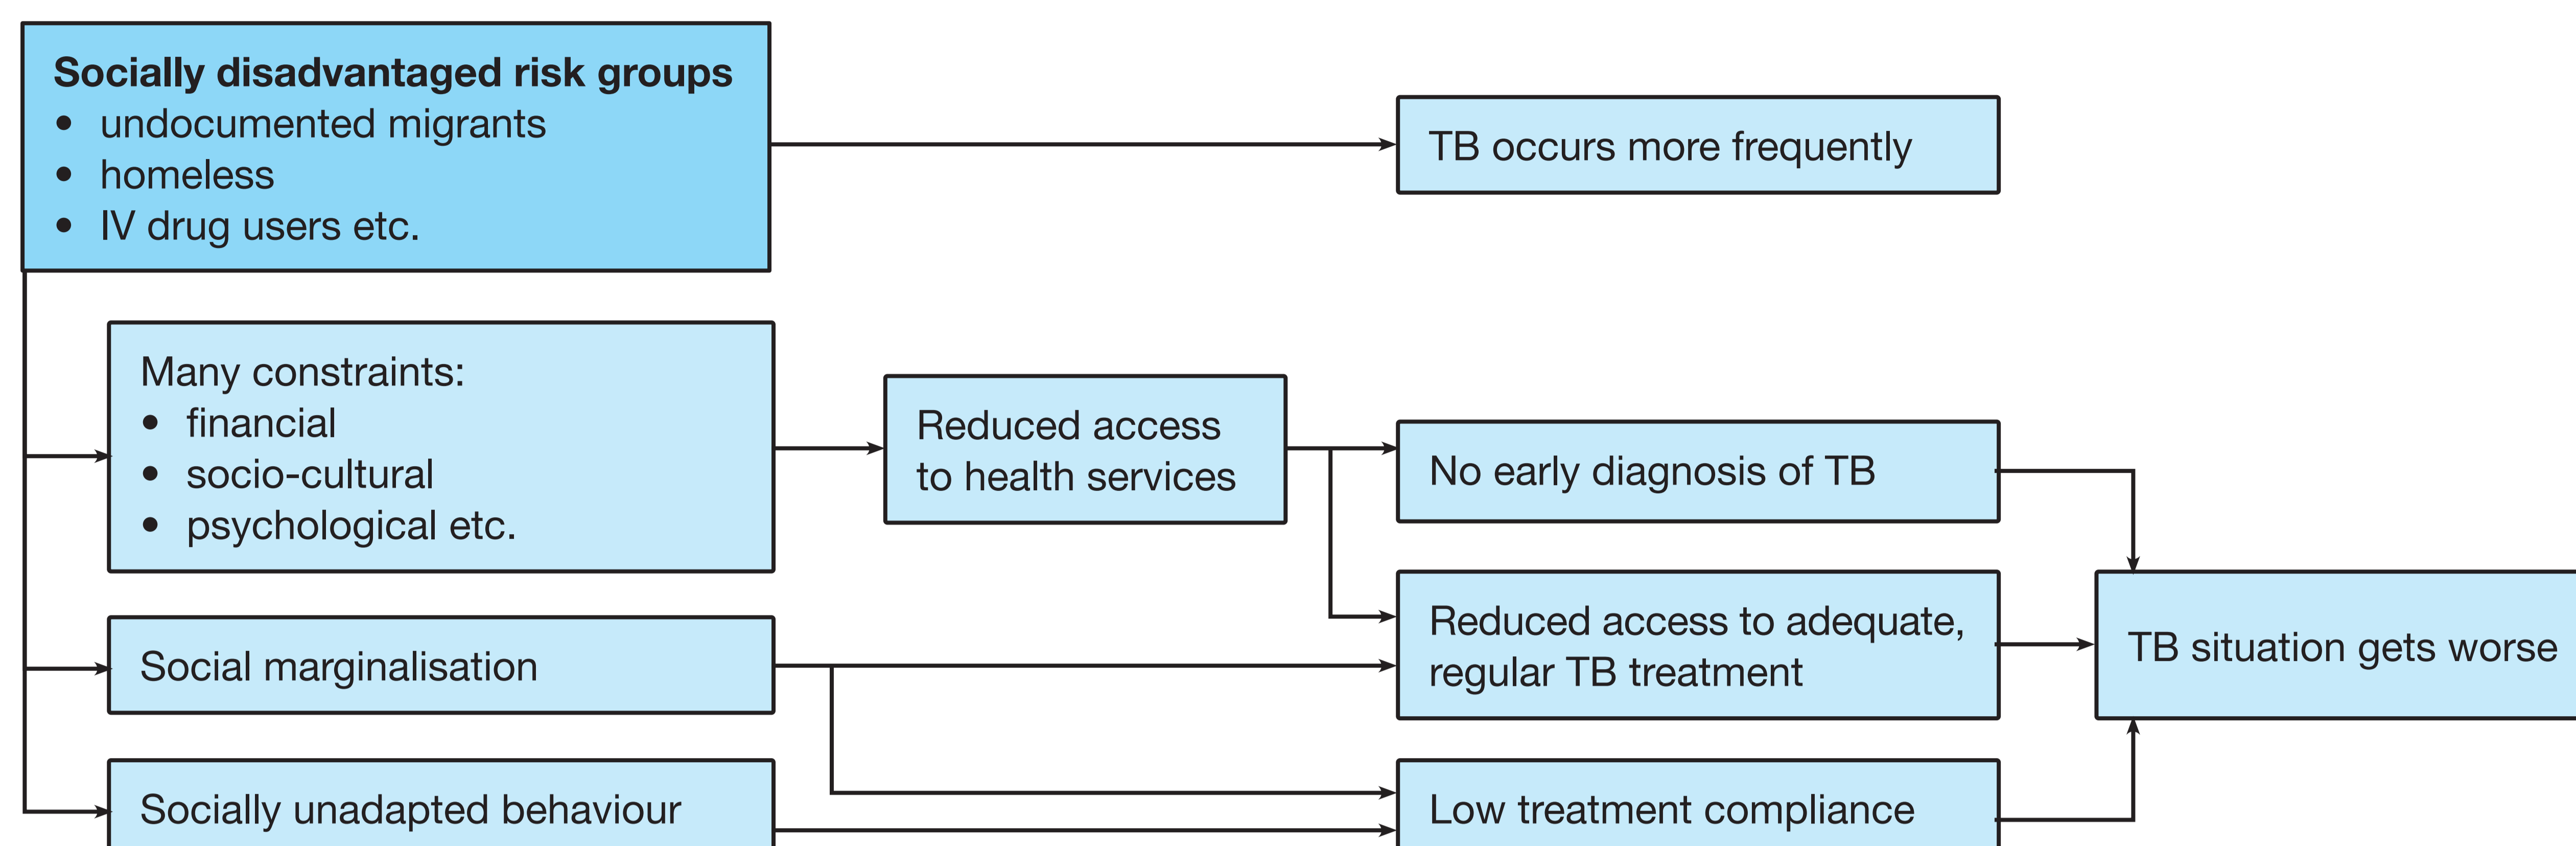 Socially disadvantaged risk groups
• undocumented migrants
• homeless
• IV drug users etc.
TB occurs more frequently
Many constraints:
• financial
• socio-cultural
• psychological etc.
Reduced access
to health services
No early diagnosis of TB
Reduced access to adequate,
regular TB treatment
TB situation gets worse
Social marginalisation
Socially unadapted behaviour
Low treatment compliance